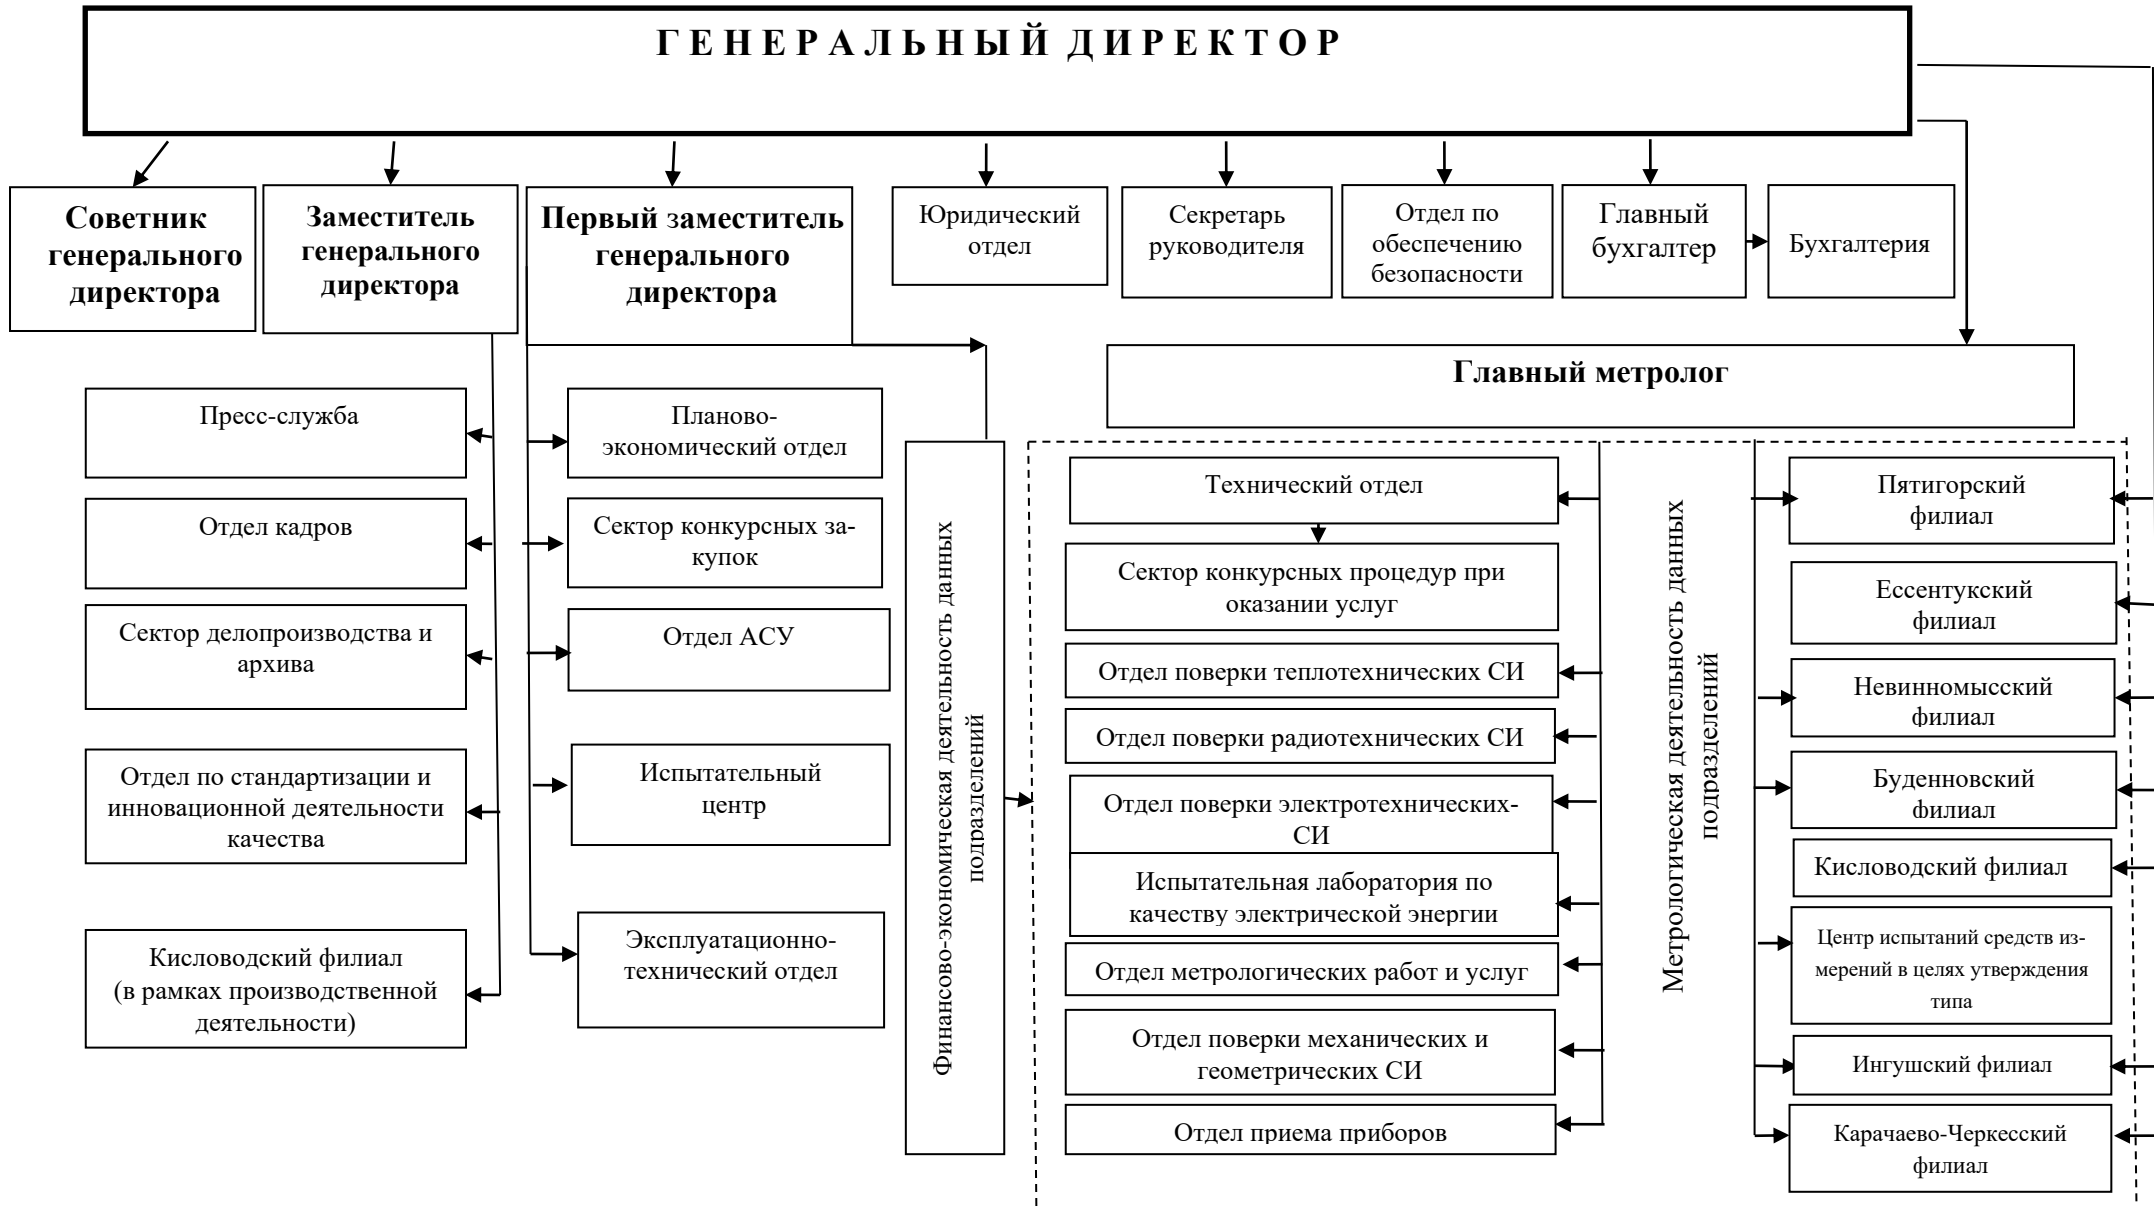 ГЕНЕРАЛЬНЫЙ ДИРЕКТОР
Советник
генерального
директора
Заместитель
генерального
директора
Первый заместитель
генерального
директора
Юридический
отдел
Секретарь
руководителя
Отдел по
обеспечению
безопасности
Главный
бухгалтер
Бухгалтерия
Главный метролог
Пресс-служба
Отдел кадров
Сектор делопроизводства и
архива
Отдел по стандартизации и
инновационной деятельности
качества
Кисловодский филиал
(в рамках производственной
деятельности)
Планово-
экономический отдел
Сектор конкурсных за-
купок
Отдел АСУ
Испытательный
центр
Эксплуатационно-
технический отдел
Финансово-экономическая деятельность данных
подразделений
Технический отдел
Сектор конкурсных процедур при
оказании услуг
Отдел поверки теплотехнических СИ
Отдел поверки радиотехнических СИ
Отдел поверки электротехнических-
СИ
Испытательная лаборатория по
качеству электрической энергии
Отдел метрологических работ и услуг
Отдел поверки механических и
геометрических СИ
Отдел приема приборов
Метрологическая деятельность данных
подразделений
Пятигорский
филиал
Ессентукский
филиал
Невинномысский
филиал
Буденновский
филиал
Кисловодский филиал
Центр испытаний средств из-
мерений в целях утверждения
типа
Ингушский филиал
Карачаево-Черкесский
филиал